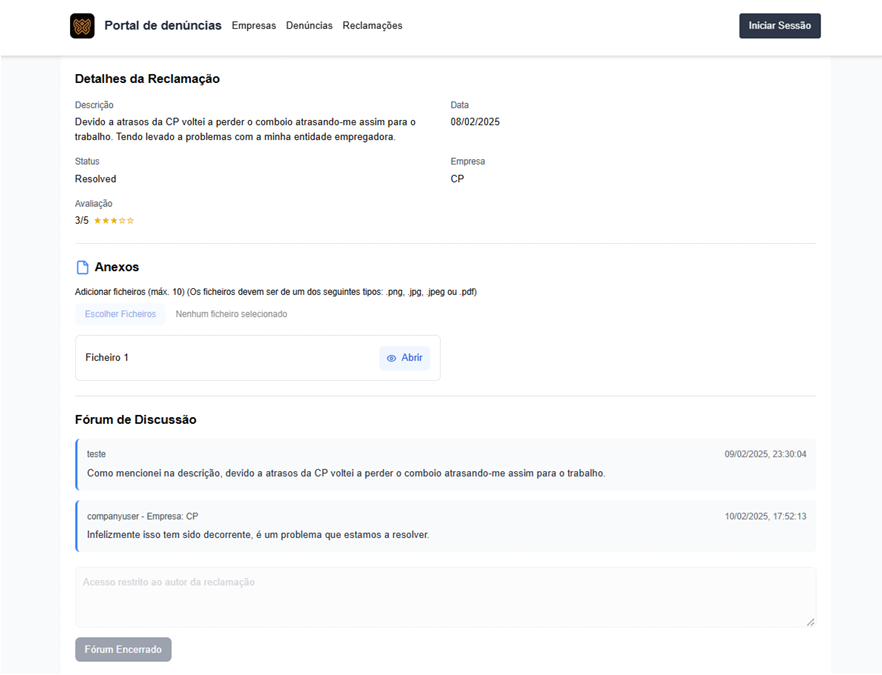 Portal de denúncias Empresas Denúncias Reclamações Iniciar Sessão
Detalhes da Reclamação
Descrição Data
Devido a atrasos da CP voltei a perder o comboio atrasando-me assim para o 08/02/2025
trabalho. Tendo levado a problemas com a minha entidade empregadora.
Status Empresa
Resolved CP
Avaliação
3/5 ★★★☆☆
Anexos
Adicionar ficheiros (máx. 10) (Os ficheiros devem ser de um dos seguintes tipos: .png, .jpg, .jpeg ou .pdf)
Escolher Ficheiros Nenhum ficheiro selecionado
Ficheiro 1 Abrir
Fórum de Discussão
teste 09/02/2025, 23:30:04
Como mencionei na descrição, devido a atrasos da CP voltei a perder o comboio atrasando-me assim para o trabalho.
companyuser - Empresa: CP 10/02/2025, 17:52:13
Infelizmente isso tem sido decorrente, é um problema que estamos a resolver.
Acesso restrito ao autor da reclamação
Fórum Encerrado